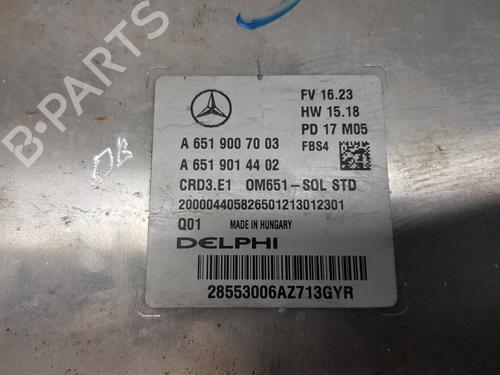 FV 16.23
HW 15.18
PD 17 M05
FBS4
A 651 900 70 03
A 651 901 44 02
CRD3.E1 OM651-SOL STD
20000440582650121301​2301
Q01 MADE IN HUNGARY
DELPHI
28553006AZ713GYR
B-PARTS